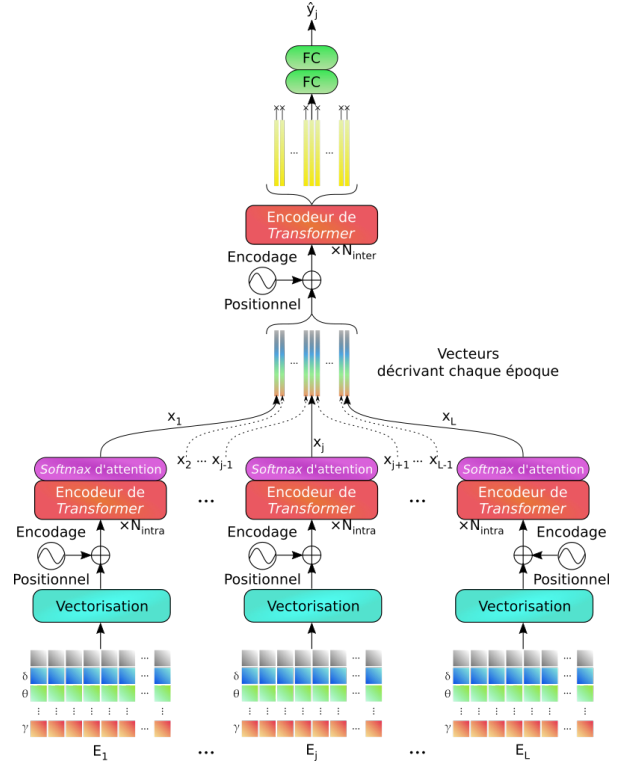 ŷj
FC
FC
... ...
Encodeur de
Transformer
×Ninter
Encodage
Positionnel
... ...
Vecteurs
décrivant chaque époque
x1
x2 ... xj-1
xj
xj+1 ... xL-1
xL
Softmax d'attention
Encodeur de
Transformer
×Nintra
Encodage
Positionnel
Vectorisation
...
Softmax d'attention
Encodeur de
Transformer
×Nintra
Encodage
Positionnel
Vectorisation
...
Softmax d'attention
Encodeur de
Transformer
×Nintra
Encodage
Positionnel
Vectorisation
δ
θ
γ
E1
...
δ
θ
γ
Ej
...
δ
θ
γ
EL